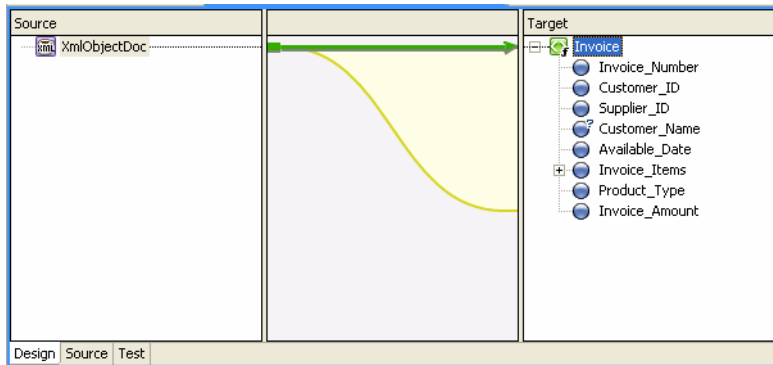 Source
Target
XmlObjectDoc
Invoice
Invoice_Number
Customer_ID
Supplier_ID
Customer_Name
Available_Date
Invoice_Items
Product_Type
Invoice_Amount
Design Source Test